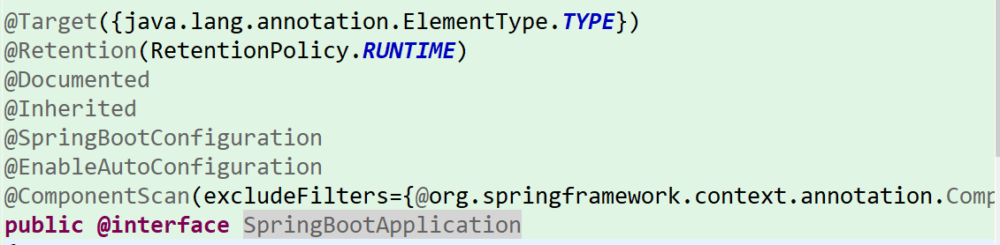 @Target({java.lang.annotation.ElementType.TYPE})
@Retention(RetentionPolicy.RUNTIME)
@Documented
@Inherited
@SpringBootConfiguration
@EnableAutoConfiguration
@ComponentScan(excludeFilters={@org.springframework.context.annotation.Comp
public @interface SpringBootApplication